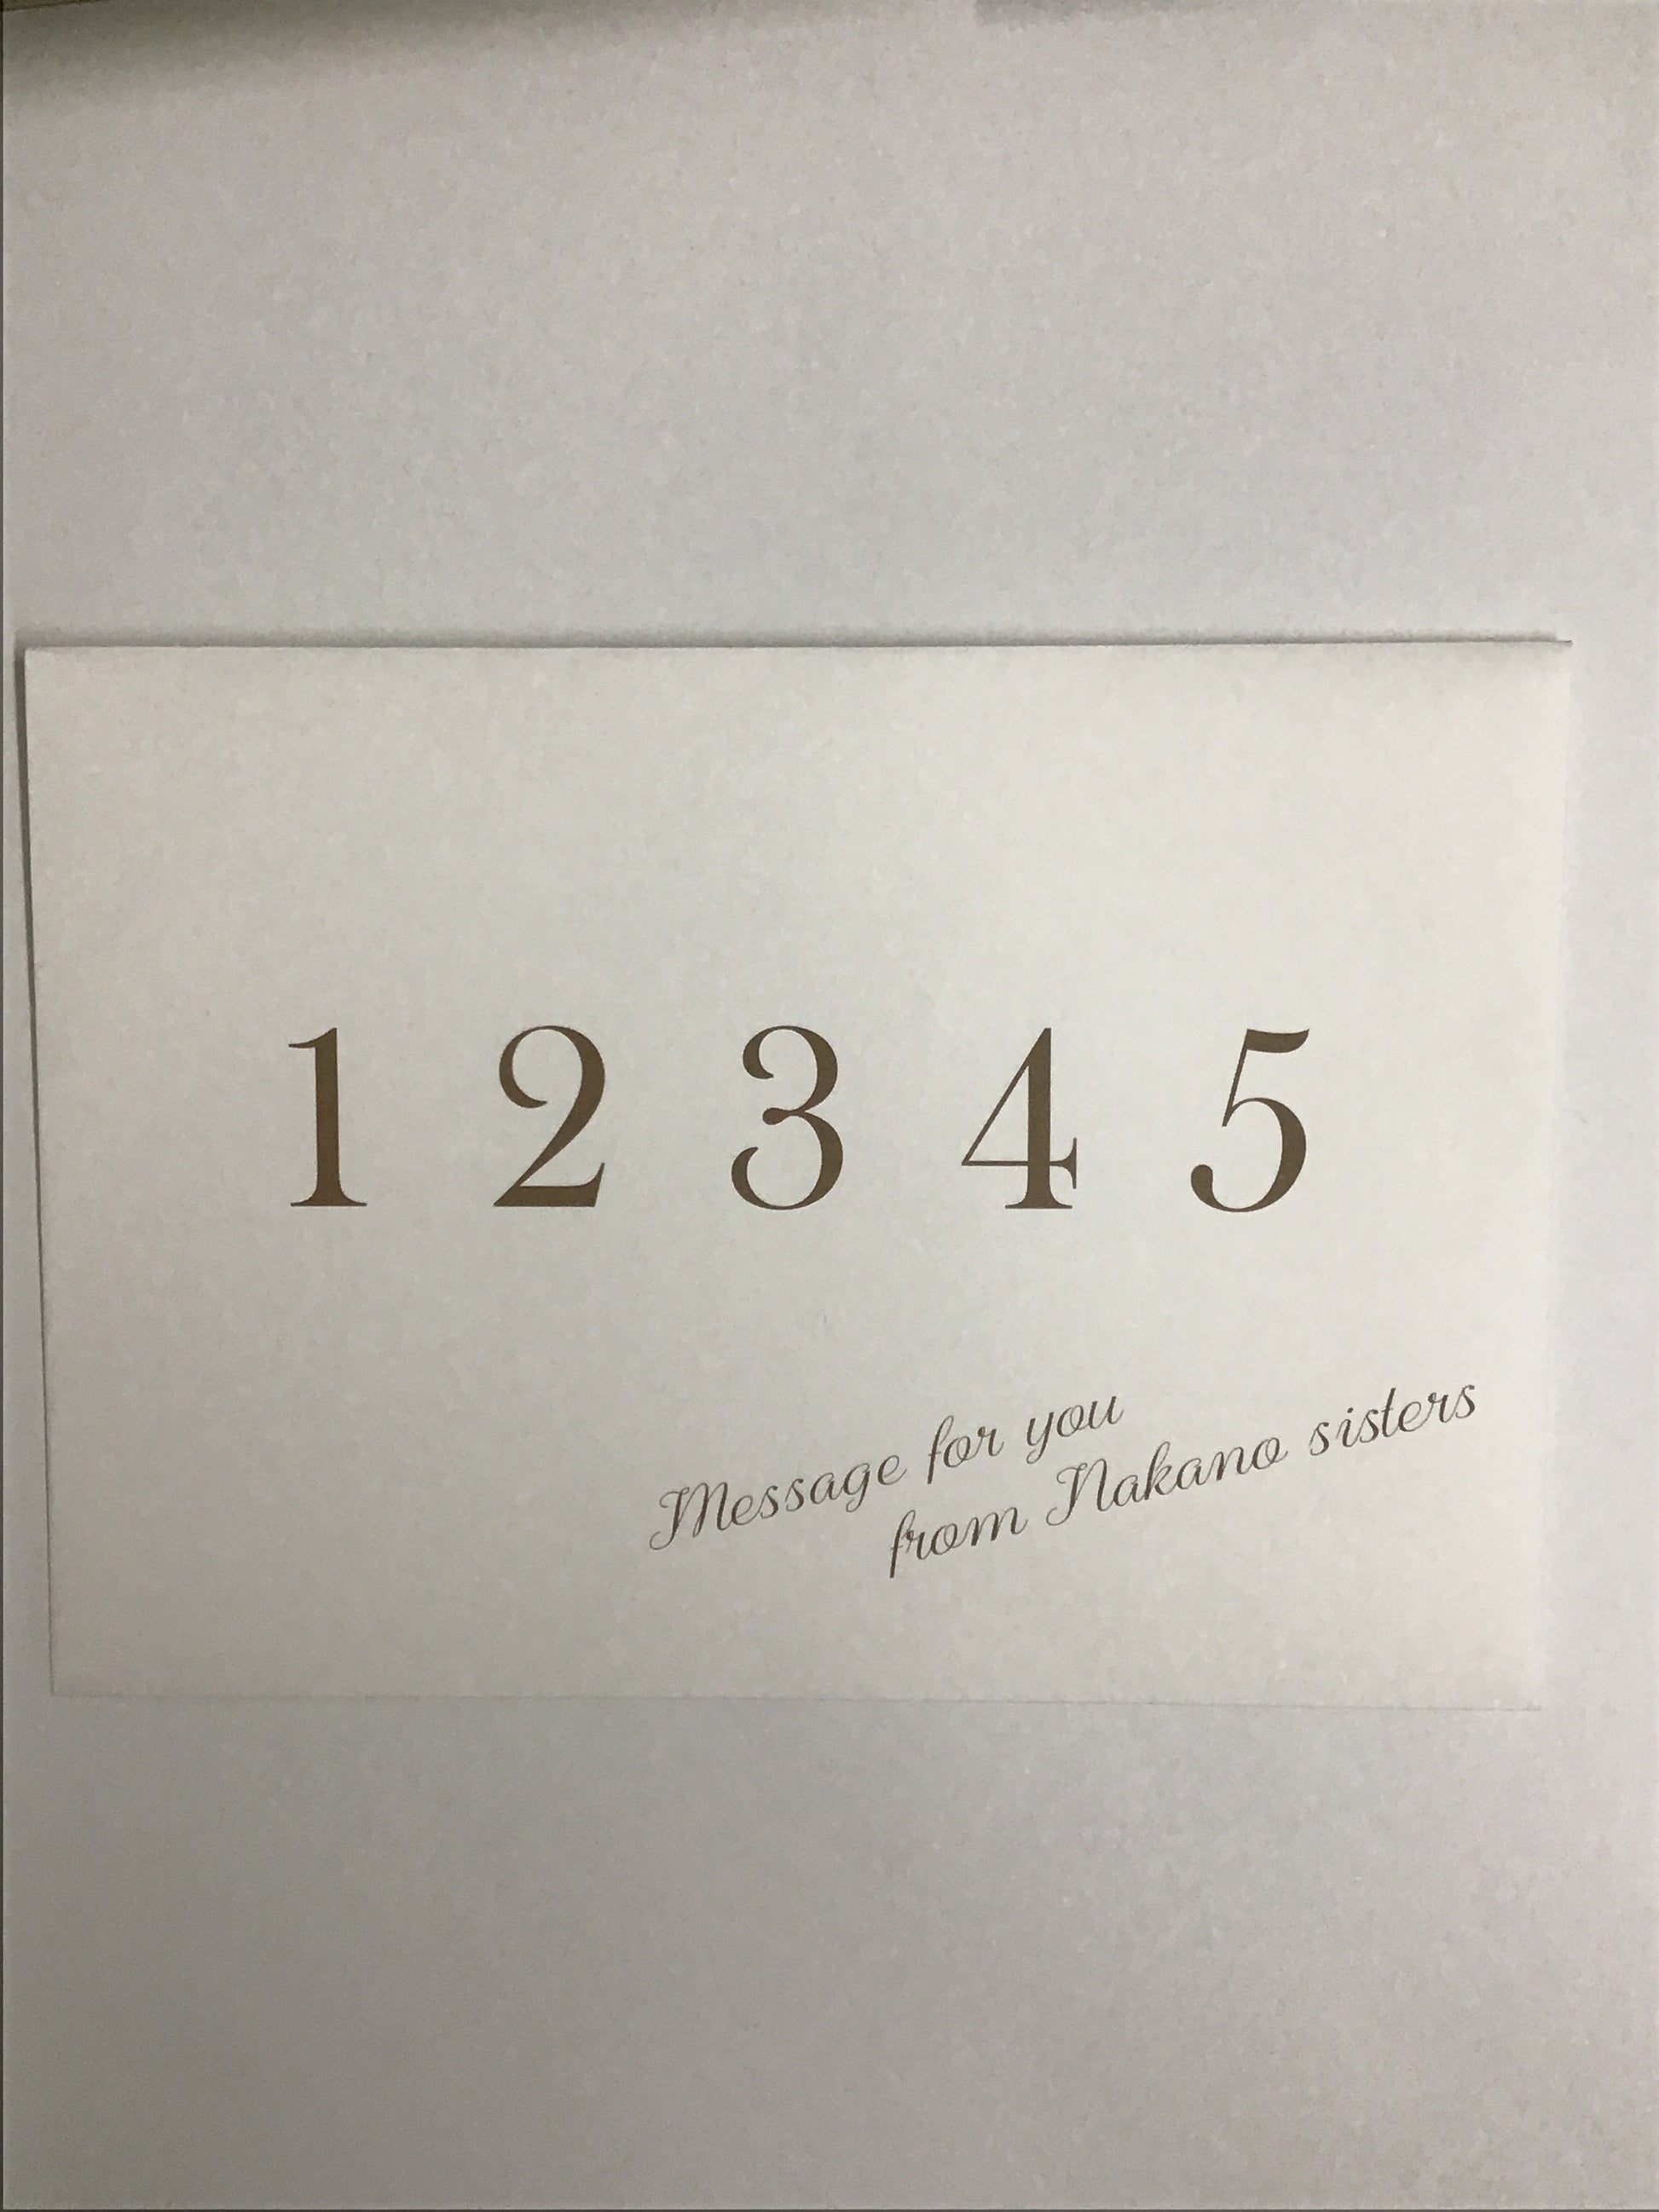 1 2 3 4 5
Message for you
from Nakano sisters